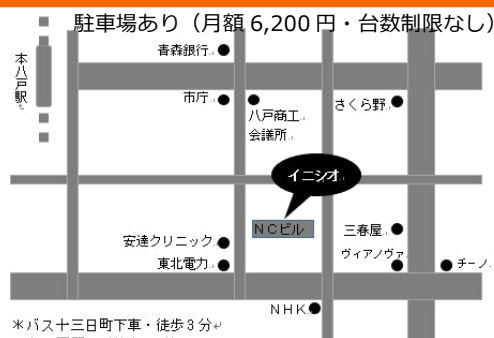 駐車場あり（月額 6,200 円・台数制限なし）
青森銀行
本八戸駅
市庁
八戸商工
会議所
さくら野
イニシオ
NCビル
三春屋
安達クリニック
ヴィアノヴァ
東北電力
チーノ
NHK
＊バス十三日町下車・徒歩３分